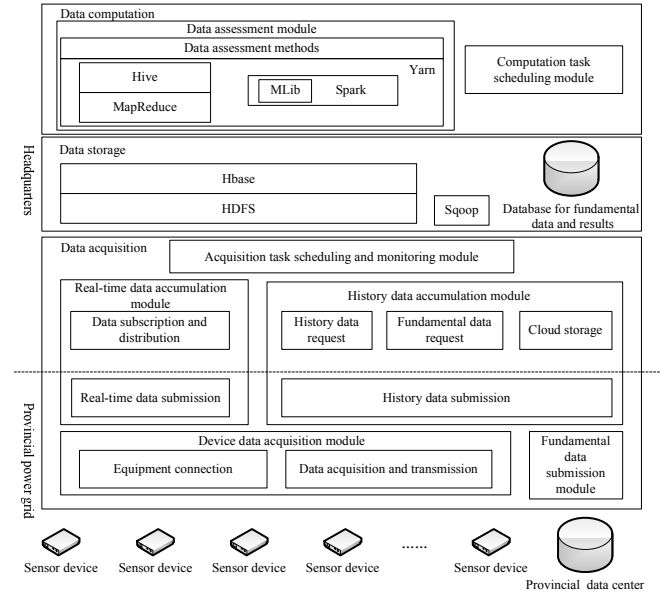 Data computation
Data assessment module
Data assessment methods
Yarn
Hive
MapReduce
MLib
Spark
Computation task
scheduling module
Headquarters
Data storage
Hbase
HDFS
Sqoop
Database for fundamental
data and results
Data acquisition
Acquisition task scheduling and monitoring module
Real-time data accumulation
module
Data subscription and
distribution
History data accumulation module
History data
request
Fundamental data
request
Cloud storage
Provincial power grid
Real-time data submission
History data submission
Device data acquisition module
Equipment connection
Data acquisition and transmission
Fundamental
data
submission
module
Sensor device
Sensor device
Sensor device
Sensor device
......
Sensor device
Provincial data center